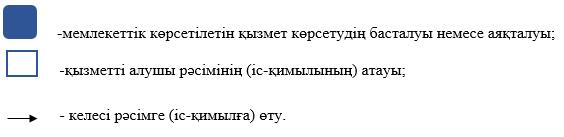 -мемлекеттік көрсетілетін қызмет көрсетудің басталуы немесе аяқталуы;
-қызметті алушы рәсімінің (іс-қимылының) атауы;
- келесі рәсімге (іс-қимылға) өту.